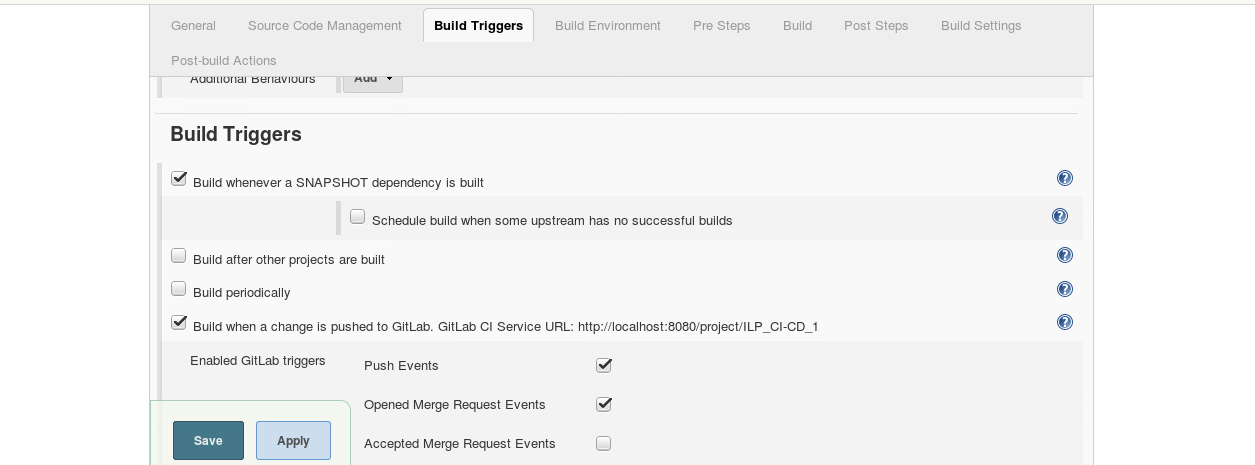 General Source Code Management Build Triggers Build Environment Pre Steps Build Post Steps Build Settings
Post-build Actions
Additional Behaviours Add
Build Triggers
Build whenever a SNAPSHOT dependency is built
Schedule build when some upstream has no successful builds
Build after other projects are built
Build periodically
Build when a change is pushed to GitLab. GitLab CI Service URL: http://localhost:8080/project/ILP_CI-CD_1
Enabled GitLab triggers Push Events
Opened Merge Request Events
Save Apply Accepted Merge Request Events